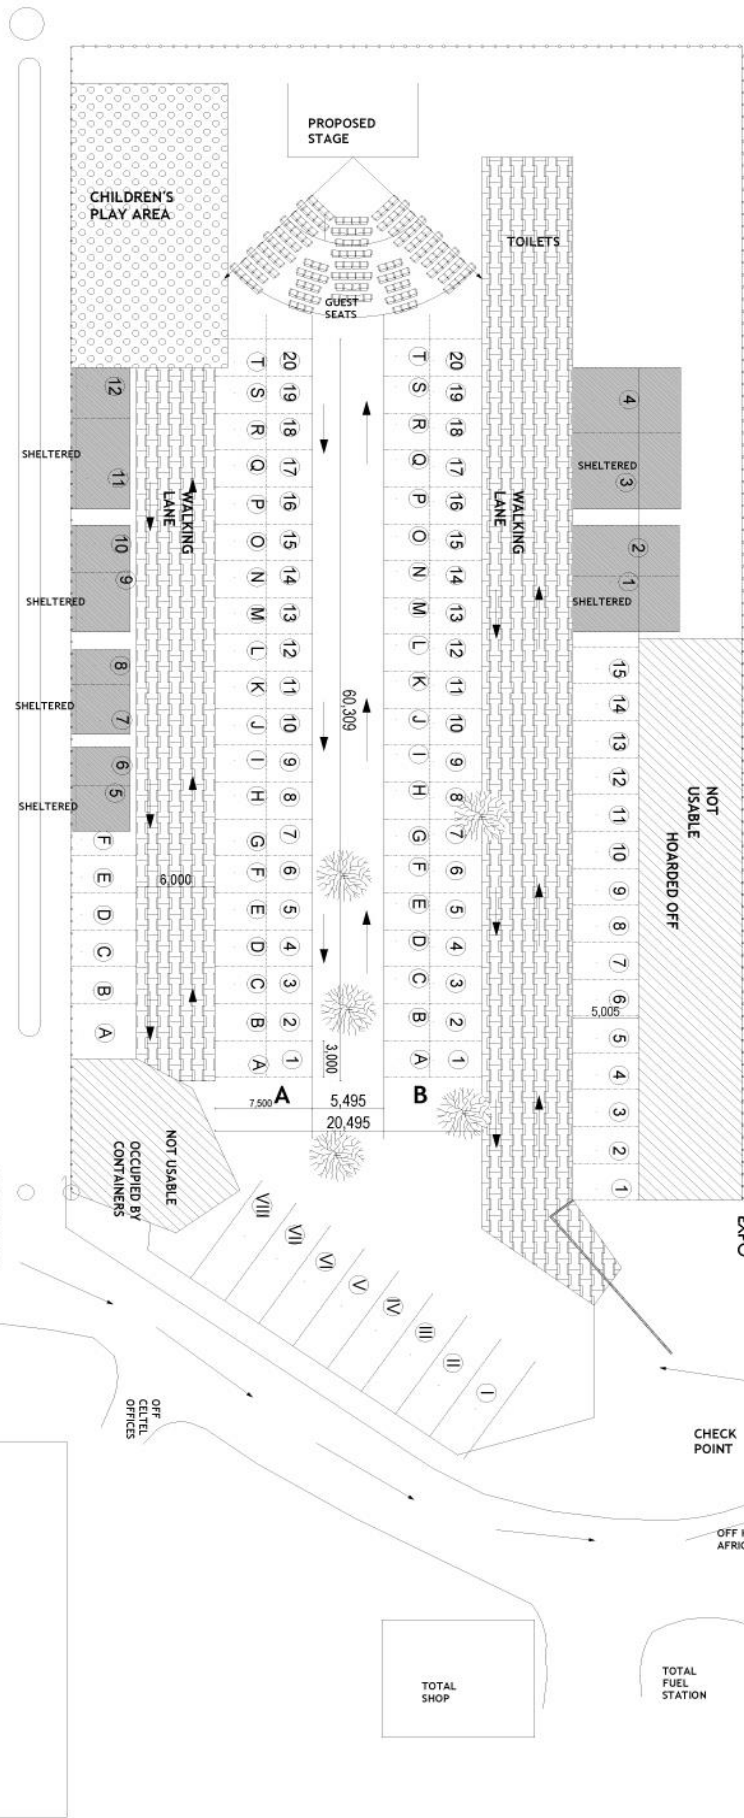 PROPOSED
STAGE
CHILDREN'S
PLAY AREA
TOILETS
GUEST
SEATS
T 20 T 20
S 19 S 19
R 18 R 18
Q 17 Q 17
P 16 P 16
O 15 O 15
N 14 N 14
M 13 M 13
L 12 L 12
K 11 K 11
J 10 J 10
I 9 I 9
H 8 H 8
G 7 G 7
F 6 F 6
E 5 E 5
D 4 D 4
C 3 C 3
B 2 B 2
A 1 A 1
A
B
12
SHELTERED
11
10
9
SHELTERED
8
SHELTERED
7
6
5
SHELTERED
F
E
D
C
B
A
WALKING
LANE
WALKING
LANE
4
SHELTERED
3
2
1
SHELTERED
15
14
13
12
11
10
9
8
7
6
5,005
5
4
3
2
1
NOT
USABLE
HOARDED OFF
60,309
6,000
3,000
7,500
5,495
20,495
NOT USABLE
OCCUPIED BY
CONTAINERS
VIII
VII
VI
V
IV
III
II
I
EXPO
OFF
CELTEL
OFFICES
CHECK
POINT
OFF
TOTAL
SHOP
TOTAL
FUEL
STATION